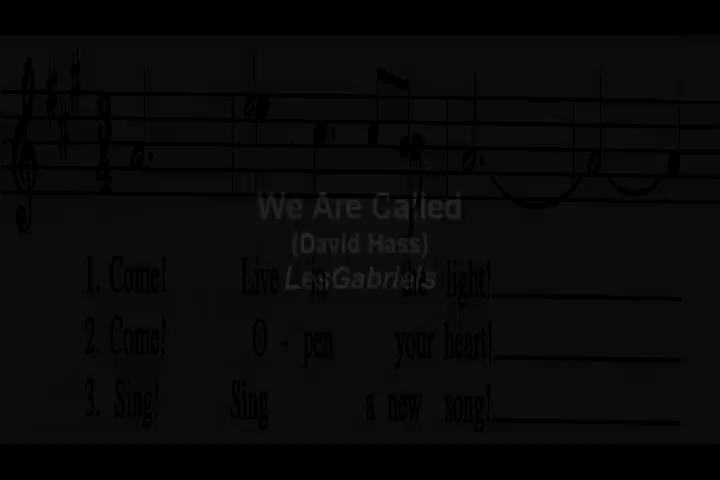 We Are Called
(David Hass)
LesGabriels
1. Come! Live in the light!
2. Come! O - pen your heart!
3. Sing! Sing a new song!